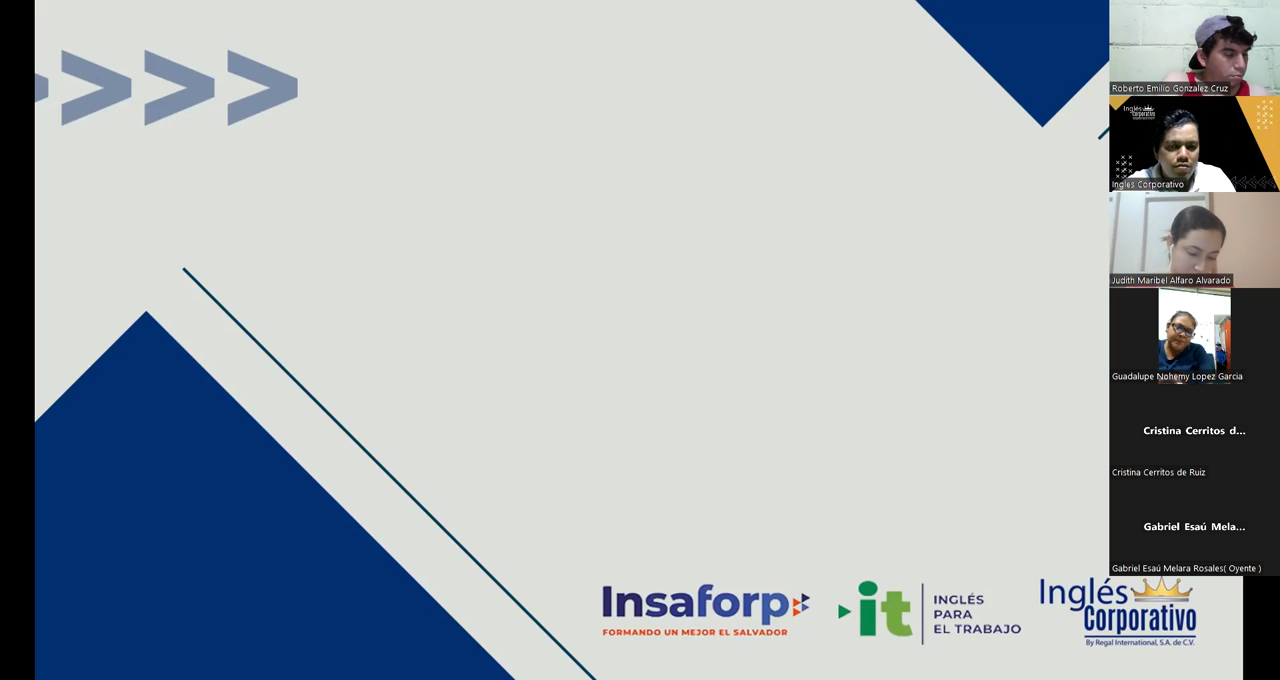 Roberto Emilio Gonzalez Cruz
Inglés
Corporativo
Ingles Corporativo
Judith Maribel Alfaro Alvarado
Guadalupe Nohemy Lopez Garcia
Cristina Cerritos d...
Cristina Cerritos de Ruiz
Gabriel Esaú Mela...
Gabriel Esaú Melara Rosales( Oyente )
Insaforp
FORMANDO UN MEJOR EL SALVADOR
it
INGLÉS
PARA
EL TRABAJO
Inglés
Corporativo
By Regal International, S.A. de C.V.